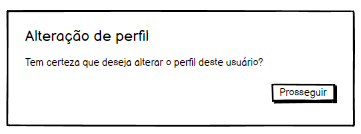 Alteração de perfil
Tem certeza que deseja alterar o perfil deste usuário?
Prosseguir